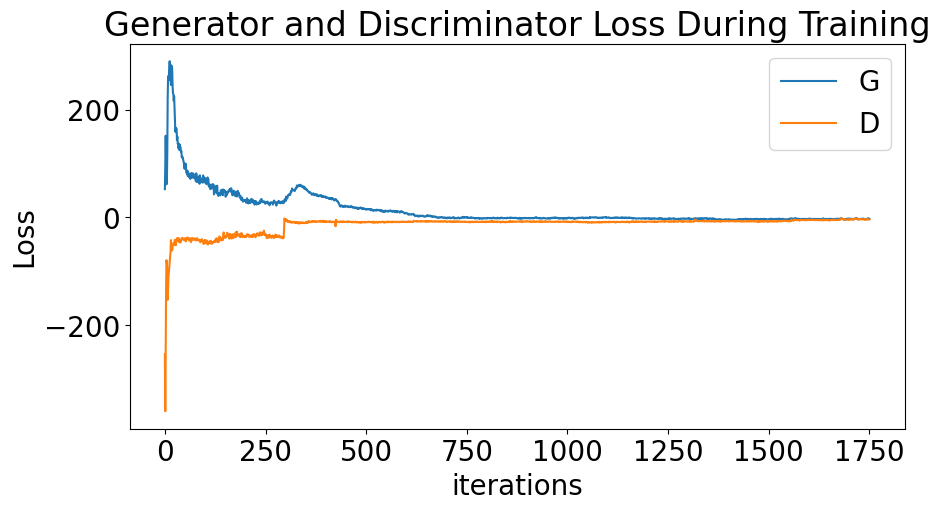 Generator and Discriminator Loss During Training
G
D
Loss
200
0
−200
0 250 500 750 1000 1250 1500 1750
iterations